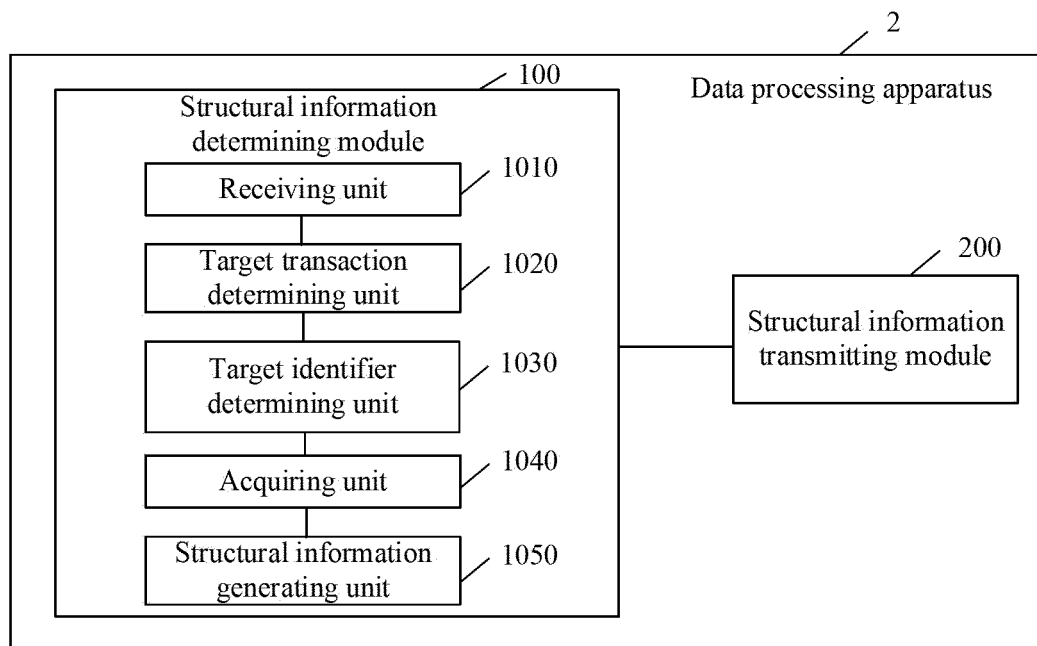 2
Data processing apparatus
100
Structural information
determining module
1010
Receiving unit
1020
Target transaction
determining unit
1030
Target identifier
determining unit
1040
Acquiring unit
1050
Structural information
generating unit
200
Structural information
transmitting module